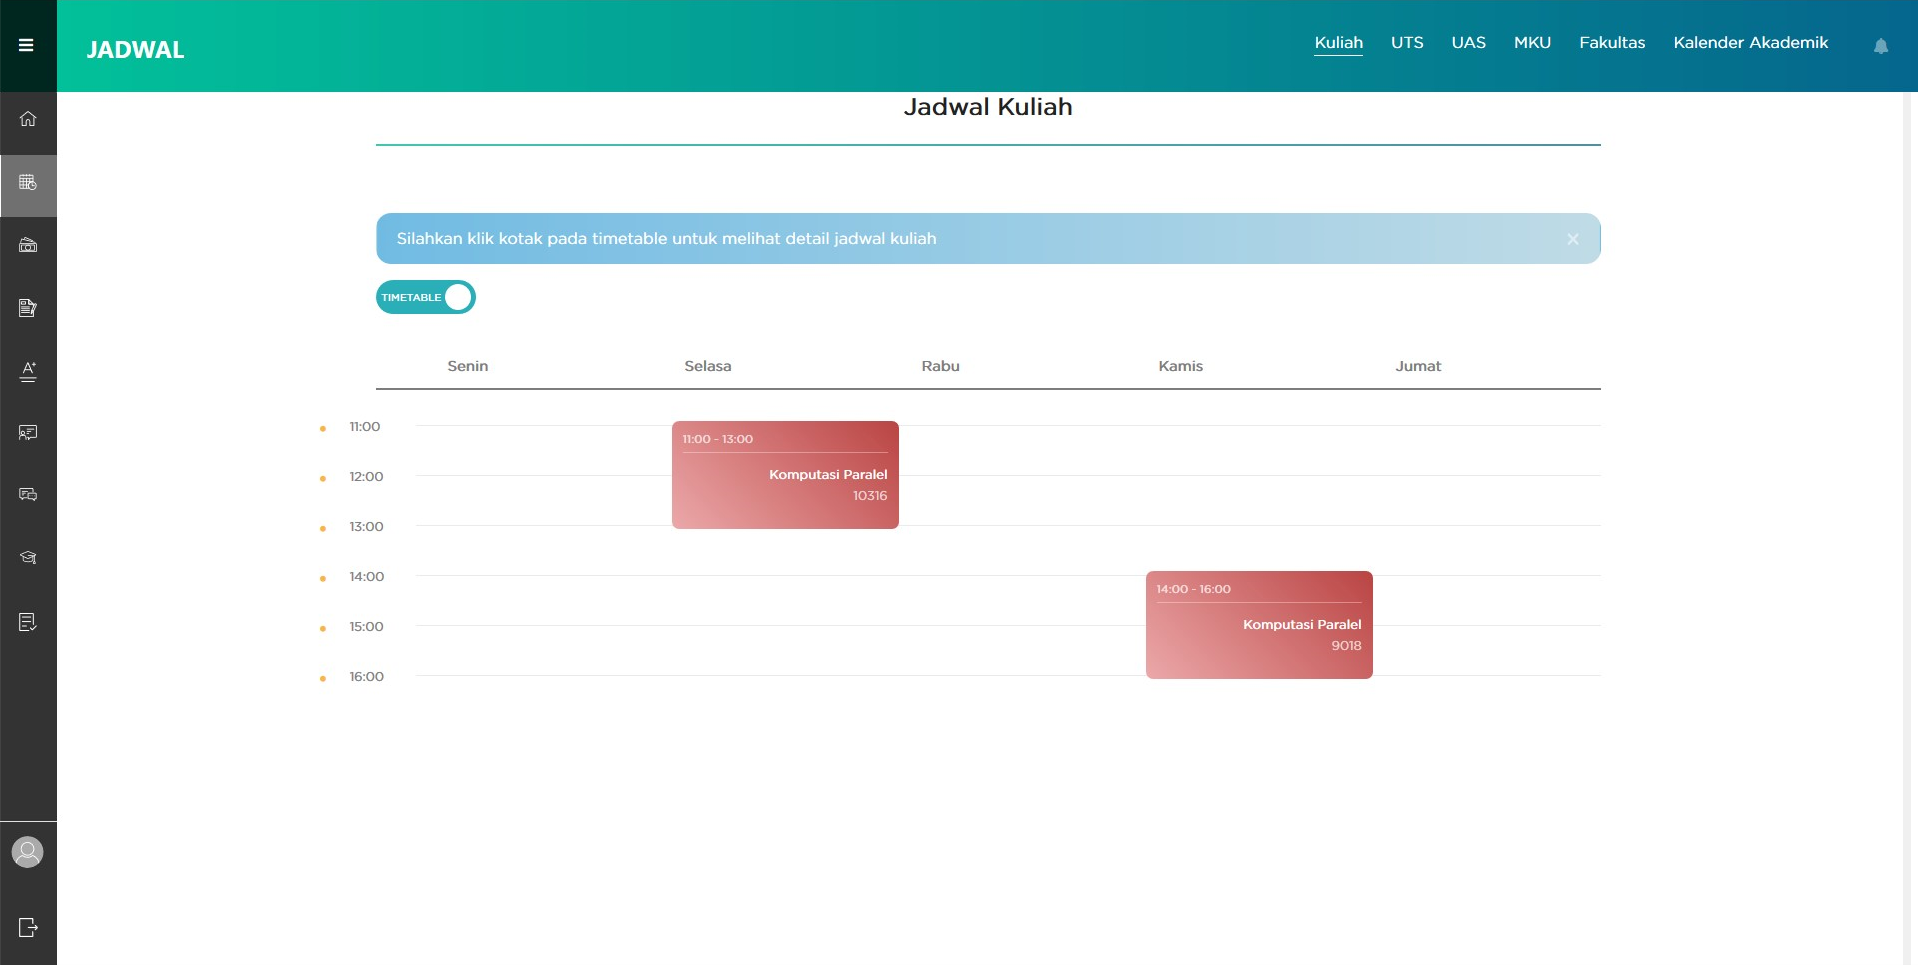 JADWAL
Kuliah UTS UAS MKU Fakultas Kalender Akademik
Jadwal Kuliah
Silahkan klik kotak pada timetable untuk melihat detail jadwal kuliah
TIMETABLE
Senin Selasa Rabu Kamis Jumat
11:00
11:00 - 13:00
Komputasi Paralel
10316
12:00
13:00
14:00
14:00 - 16:00
Komputasi Paralel
9018
15:00
16:00